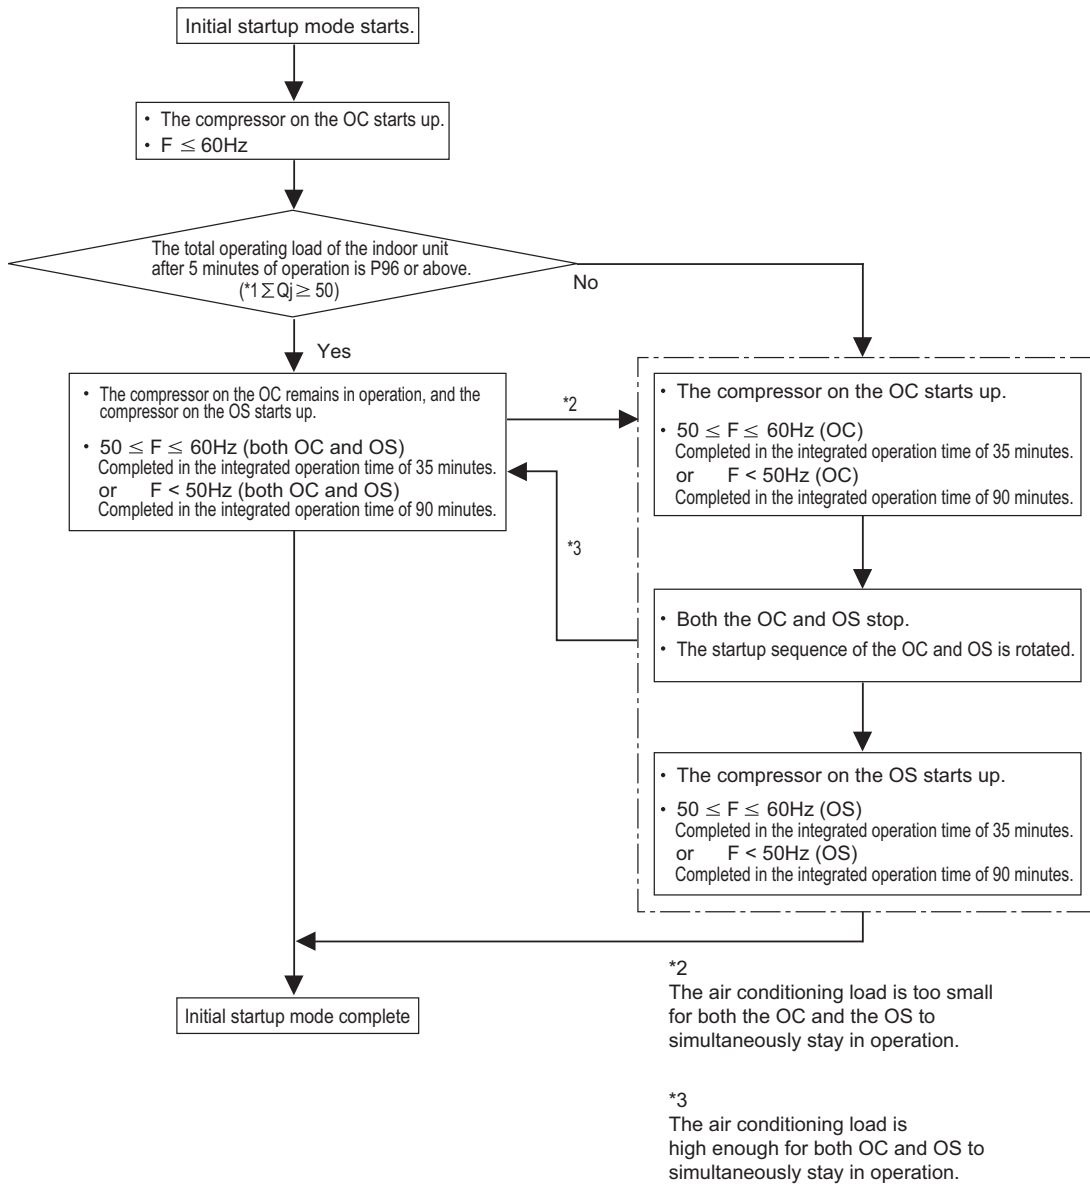 Initial startup mode starts.
• The compressor on the OC starts up.
• F ≤ 60Hz
The total operating load of the indoor unit
after 5 minutes of operation is P96 or above.
(*1 ∑Qj ≥ 50)
No
Yes
• The compressor on the OC remains in operation, and the
compressor on the OS starts up.
• 50 ≤ F ≤ 60Hz (both OC and OS)
Completed in the integrated operation time of 35 minutes.
or F < 50Hz (both OC and OS)
Completed in the integrated operation time of 90 minutes.
*2
*3
• The compressor on the OC starts up.
• 50 ≤ F ≤ 60Hz (OC)
Completed in the integrated operation time of 35 minutes.
or F < 50Hz (OC)
Completed in the integrated operation time of 90 minutes.
• Both the OC and OS stop.
• The startup sequence of the OC and OS is rotated.
• The compressor on the OS starts up.
• 50 ≤ F ≤ 60Hz (OS)
Completed in the integrated operation time of 35 minutes.
or F < 50Hz (OS)
Completed in the integrated operation time of 90 minutes.
Initial startup mode complete
*2
The air conditioning load is too small
for both the OC and the OS to
simultaneously stay in operation.
*3
The air conditioning load is
high enough for both OC and OS to
simultaneously stay in operation.